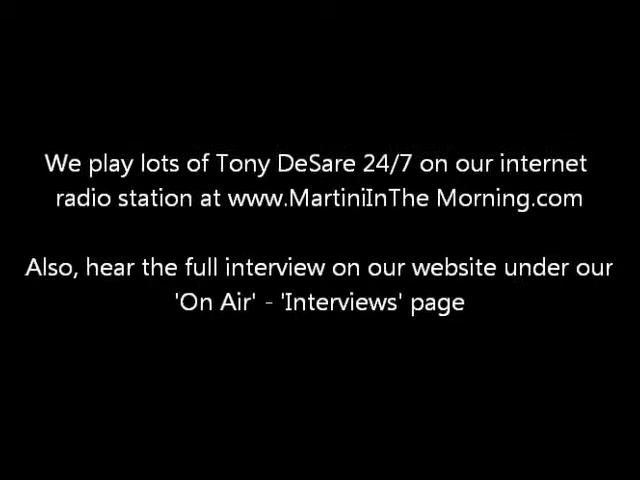 We play lots of Tony DeSare 24/7 on our internet
radio station at www.MartiniInThe Morning.com
Also, hear the full interview on our website under our
'On Air' - 'Interviews' page